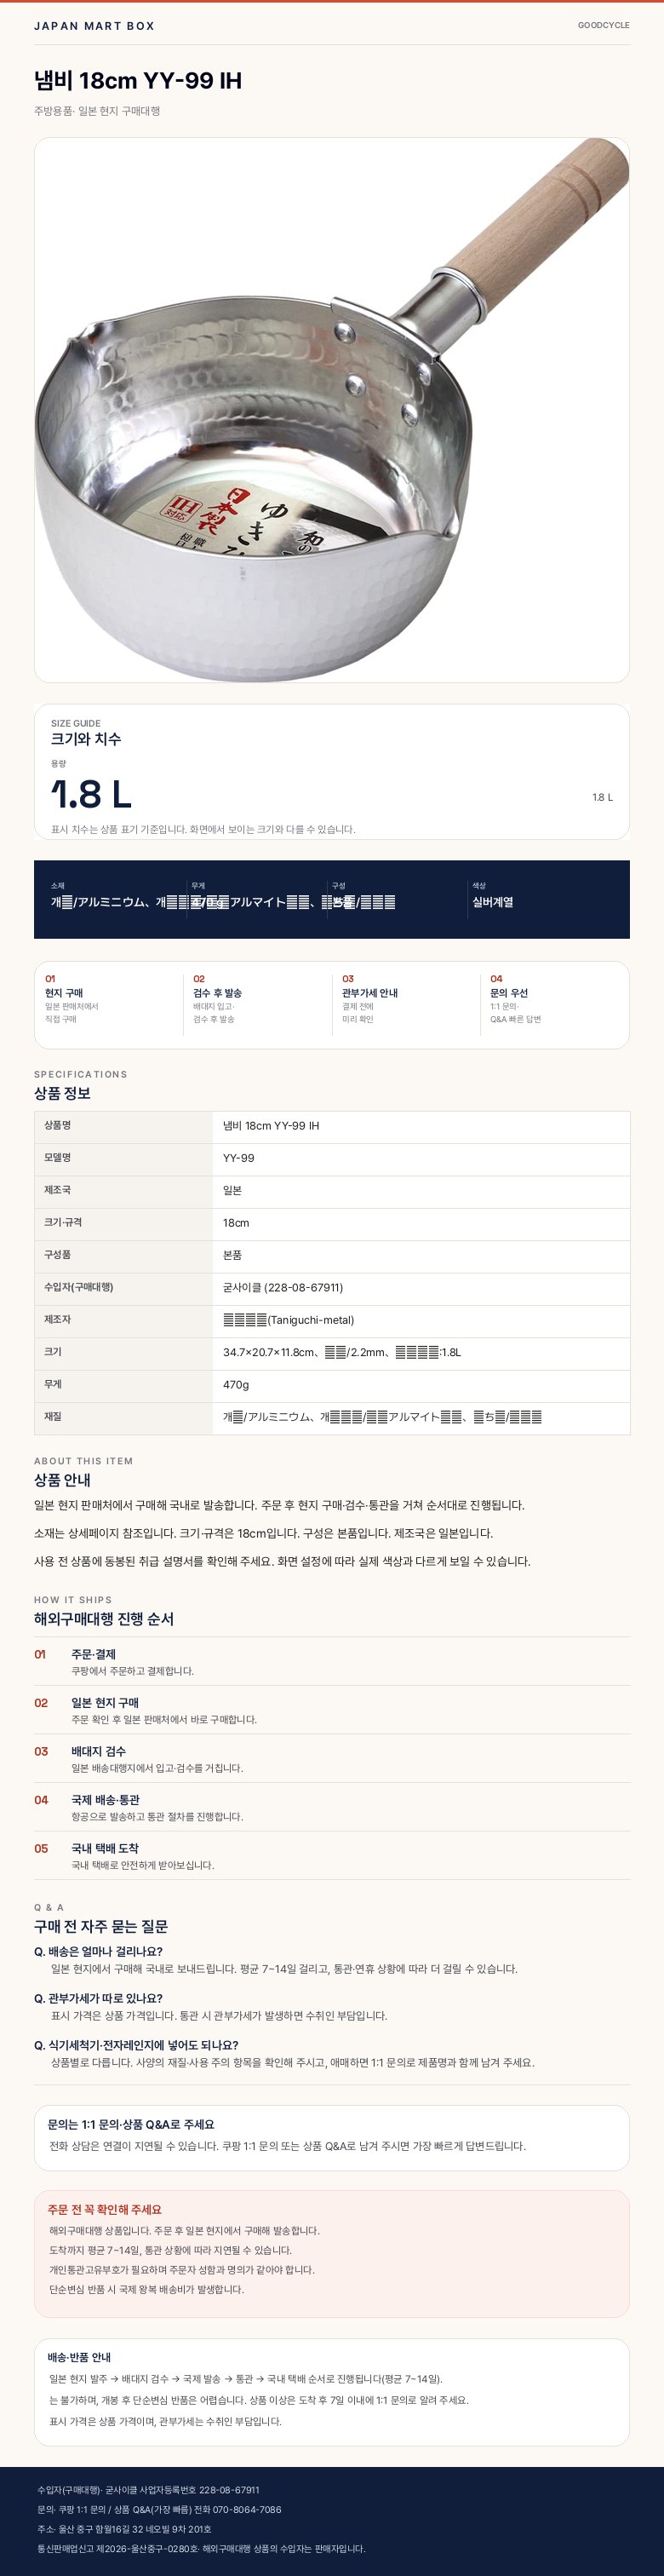 JAPAN MART BOX
GOODCYCLE
냄비 18cm YY-99 IH
주방용품· 일본 현지 구매대행
日本製
IH
対応
ゆき
和の
SIZE GUIDE
크기와 치수
용량
1.8 L
1.8 L
표시 치수는 상품 표기 기준입니다. 화면에서 보이는 크기와 다를 수 있습니다.
소재
무게
구성
색상
개 /アルミニウム、개
470 g
アルマイト
본품
실버계열
01
현지 구매
일본 판매처에서
직접 구매
02
검수 후 발송
배대지 입고·
검수 후 발송
03
관부가세 안내
결제 전에
미리 확인
04
문의 우선
1:1 문의·
Q&A 빠른 답변
SPECIFICATIONS
상품 정보
상품명 냄비 18cm YY-99 IH
모델명 YY-99
제조국 일본
크기·규격 18cm
구성품 본품
수입자(구매대행) 굳사이클 (228-08-67911)
제조자 (Taniguchi-metal)
크기 34.7×20.7×11.8cm、 /2.2mm、 :1.8L
무게 470g
재질 개 /アルミニウム、개 / アルマイト 、 ち /
ABOUT THIS ITEM
상품 안내
일본 현지 판매처에서 구매해 국내로 발송합니다. 주문 후 현지 구매·검수·통관을 거쳐 순서대로 진행됩니다.
소재는 상세페이지 참조입니다. 크기·규격은 18cm입니다. 구성은 본품입니다. 제조국은 일본입니다.
사용 전 상품에 동봉된 취급 설명서를 확인해 주세요. 화면 설정에 따라 실제 색상과 다르게 보일 수 있습니다.
HOW IT SHIPS
해외구매대행 진행 순서
01 주문·결제
쿠팡에서 주문하고 결제합니다.
02 일본 현지 구매
주문 확인 후 일본 판매처에서 바로 구매합니다.
03 배대지 검수
일본 배송대행지에서 입고·검수를 거칩니다.
04 국제 배송·통관
항공으로 발송하고 통관 절차를 진행합니다.
05 국내 택배 도착
국내 택배로 안전하게 받아보십니다.
Q & A
구매 전 자주 묻는 질문
Q. 배송은 얼마나 걸리나요?
일본 현지에서 구매해 국내로 보내드립니다. 평균 7~14일 걸리고, 통관·연휴 상황에 따라 더 걸릴 수 있습니다.
Q. 관부가세가 따로 있나요?
표시 가격은 상품 가격입니다. 통관 시 관부가세가 발생하면 수취인 부담입니다.
Q. 식기세척기·전자레인지에 넣어도 되나요?
상품별로 다릅니다. 사양의 재질·사용 주의 항목을 확인해 주시고, 애매하면 1:1 문의로 제품명과 함께 남겨 주세요.
문의는 1:1 문의·상품 Q&A로 주세요
전화 상담은 연결이 지연될 수 있습니다. 쿠팡 1:1 문의 또는 상품 Q&A로 남겨 주시면 가장 빠르게 답변드립니다.
주문 전 꼭 확인해 주세요
해외구매대행 상품입니다. 주문 후 일본 현지에서 구매해 발송합니다.
도착까지 평균 7~14일, 통관 상황에 따라 지연될 수 있습니다.
개인통관고유부호가 필요하며 주문자 성함과 명의가 같아야 합니다.
단순변심 반품 시 국제 왕복 배송비가 발생합니다.
배송·반품 안내
일본 현지 발주 → 배대지 검수 → 국제 발송 → 통관 → 국내 택배 순서로 진행됩니다(평균 7~14일).
는 불가하며, 개봉 후 단순변심 반품은 어렵습니다. 상품 이상은 도착 후 7일 이내에 1:1 문의로 알려 주세요.
표시 가격은 상품 가격이며, 관부가세는 수취인 부담입니다.
수입자(구매대행)· 굳사이클 사업자등록번호 228-08-67911
문의· 쿠팡 1:1 문의 / 상품 Q&A(가장 빠름) 전화 070-8064-7086
주소· 울산 중구 함월16길 32 네오빌 9차 201호
통신판매업신고 제2026-울산중구-0280호· 해외구매대행 상품의 수입자는 판매자입니다.